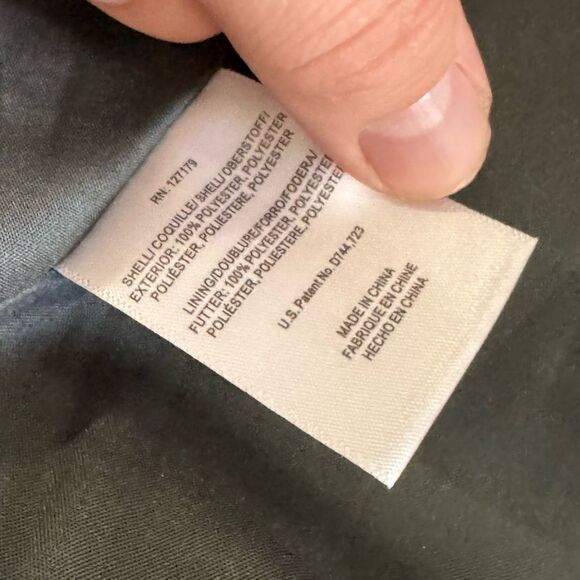 RN: 127179
SHELL/ COQUILLE/ SHELL/ OBERSTOFF/
EXTERIOR: 100% POLYESTER, POLYESTER
POLIÉSTER, POLIESTERE, POLYESTER
LINING/DOUBLURE/FORRO/FODERA/
FUTTER: 100% POLYESTER, POLYESTER
POLIÉSTER, POLIESTERE, POLYESTER
U.S. Patent No. D744,723
MADE IN CHINA
FABRIQUE EN CHINE
HECHO EN CHINA